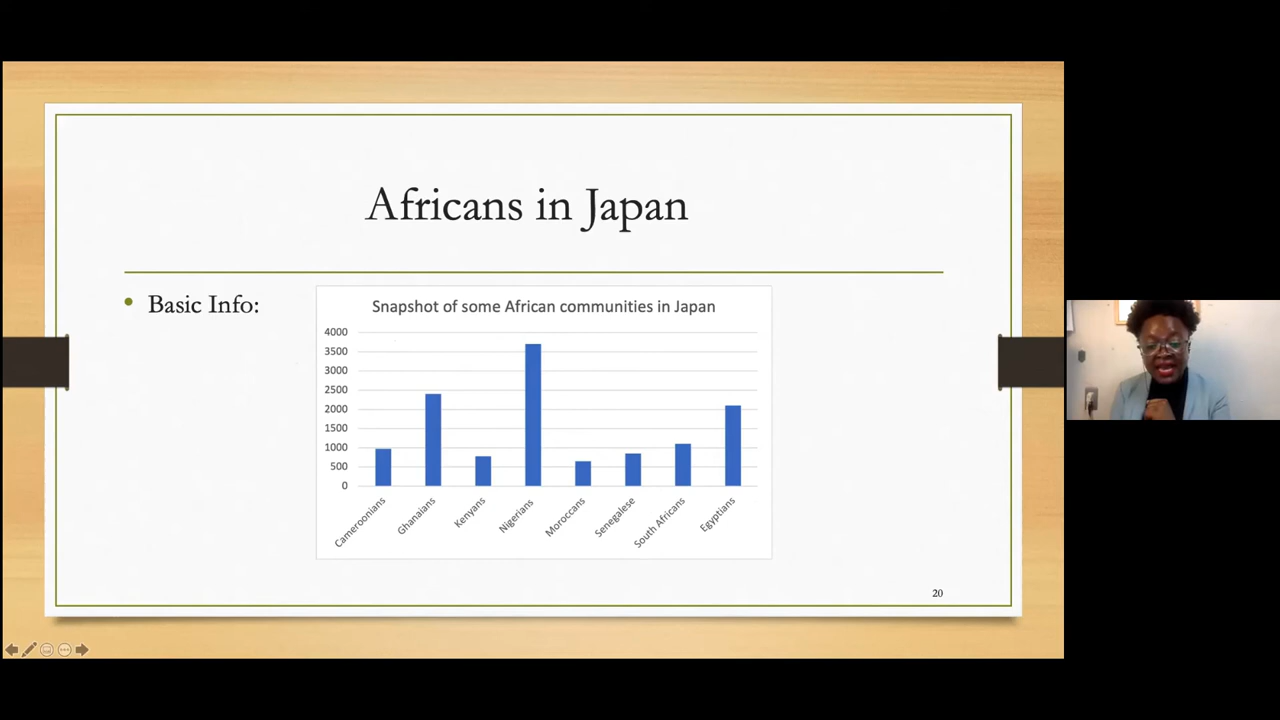 Africans in Japan
• Basic Info:
Snapshot of some African communities in Japan
4000
3500
3000
2500
2000
1500
1000
500
0
Cameroonians
Ghanaians
Kenyans
Nigerians
Moroccans
Senegalese
South Africans
Egyptians
20